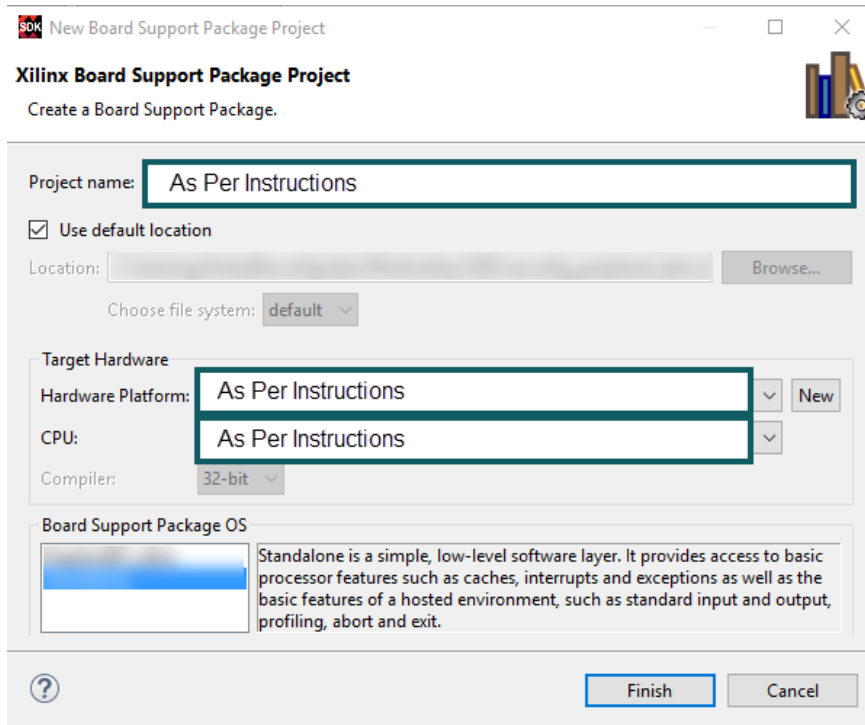 SDK New Board Support Package Project
Xilinx Board Support Package Project
Create a Board Support Package.
Project name: As Per Instructions
Use default location
Location: Browse...
Choose file system: default
Target Hardware
Hardware Platform: As Per Instructions New
CPU: As Per Instructions
Compiler: 32-bit
Board Support Package OS
Standalone is a simple, low-level software layer. It provides access to basic
processor features such as caches, interrupts and exceptions as well as the
basic features of a hosted environment, such as standard input and output,
profiling, abort and exit.
? Finish Cancel